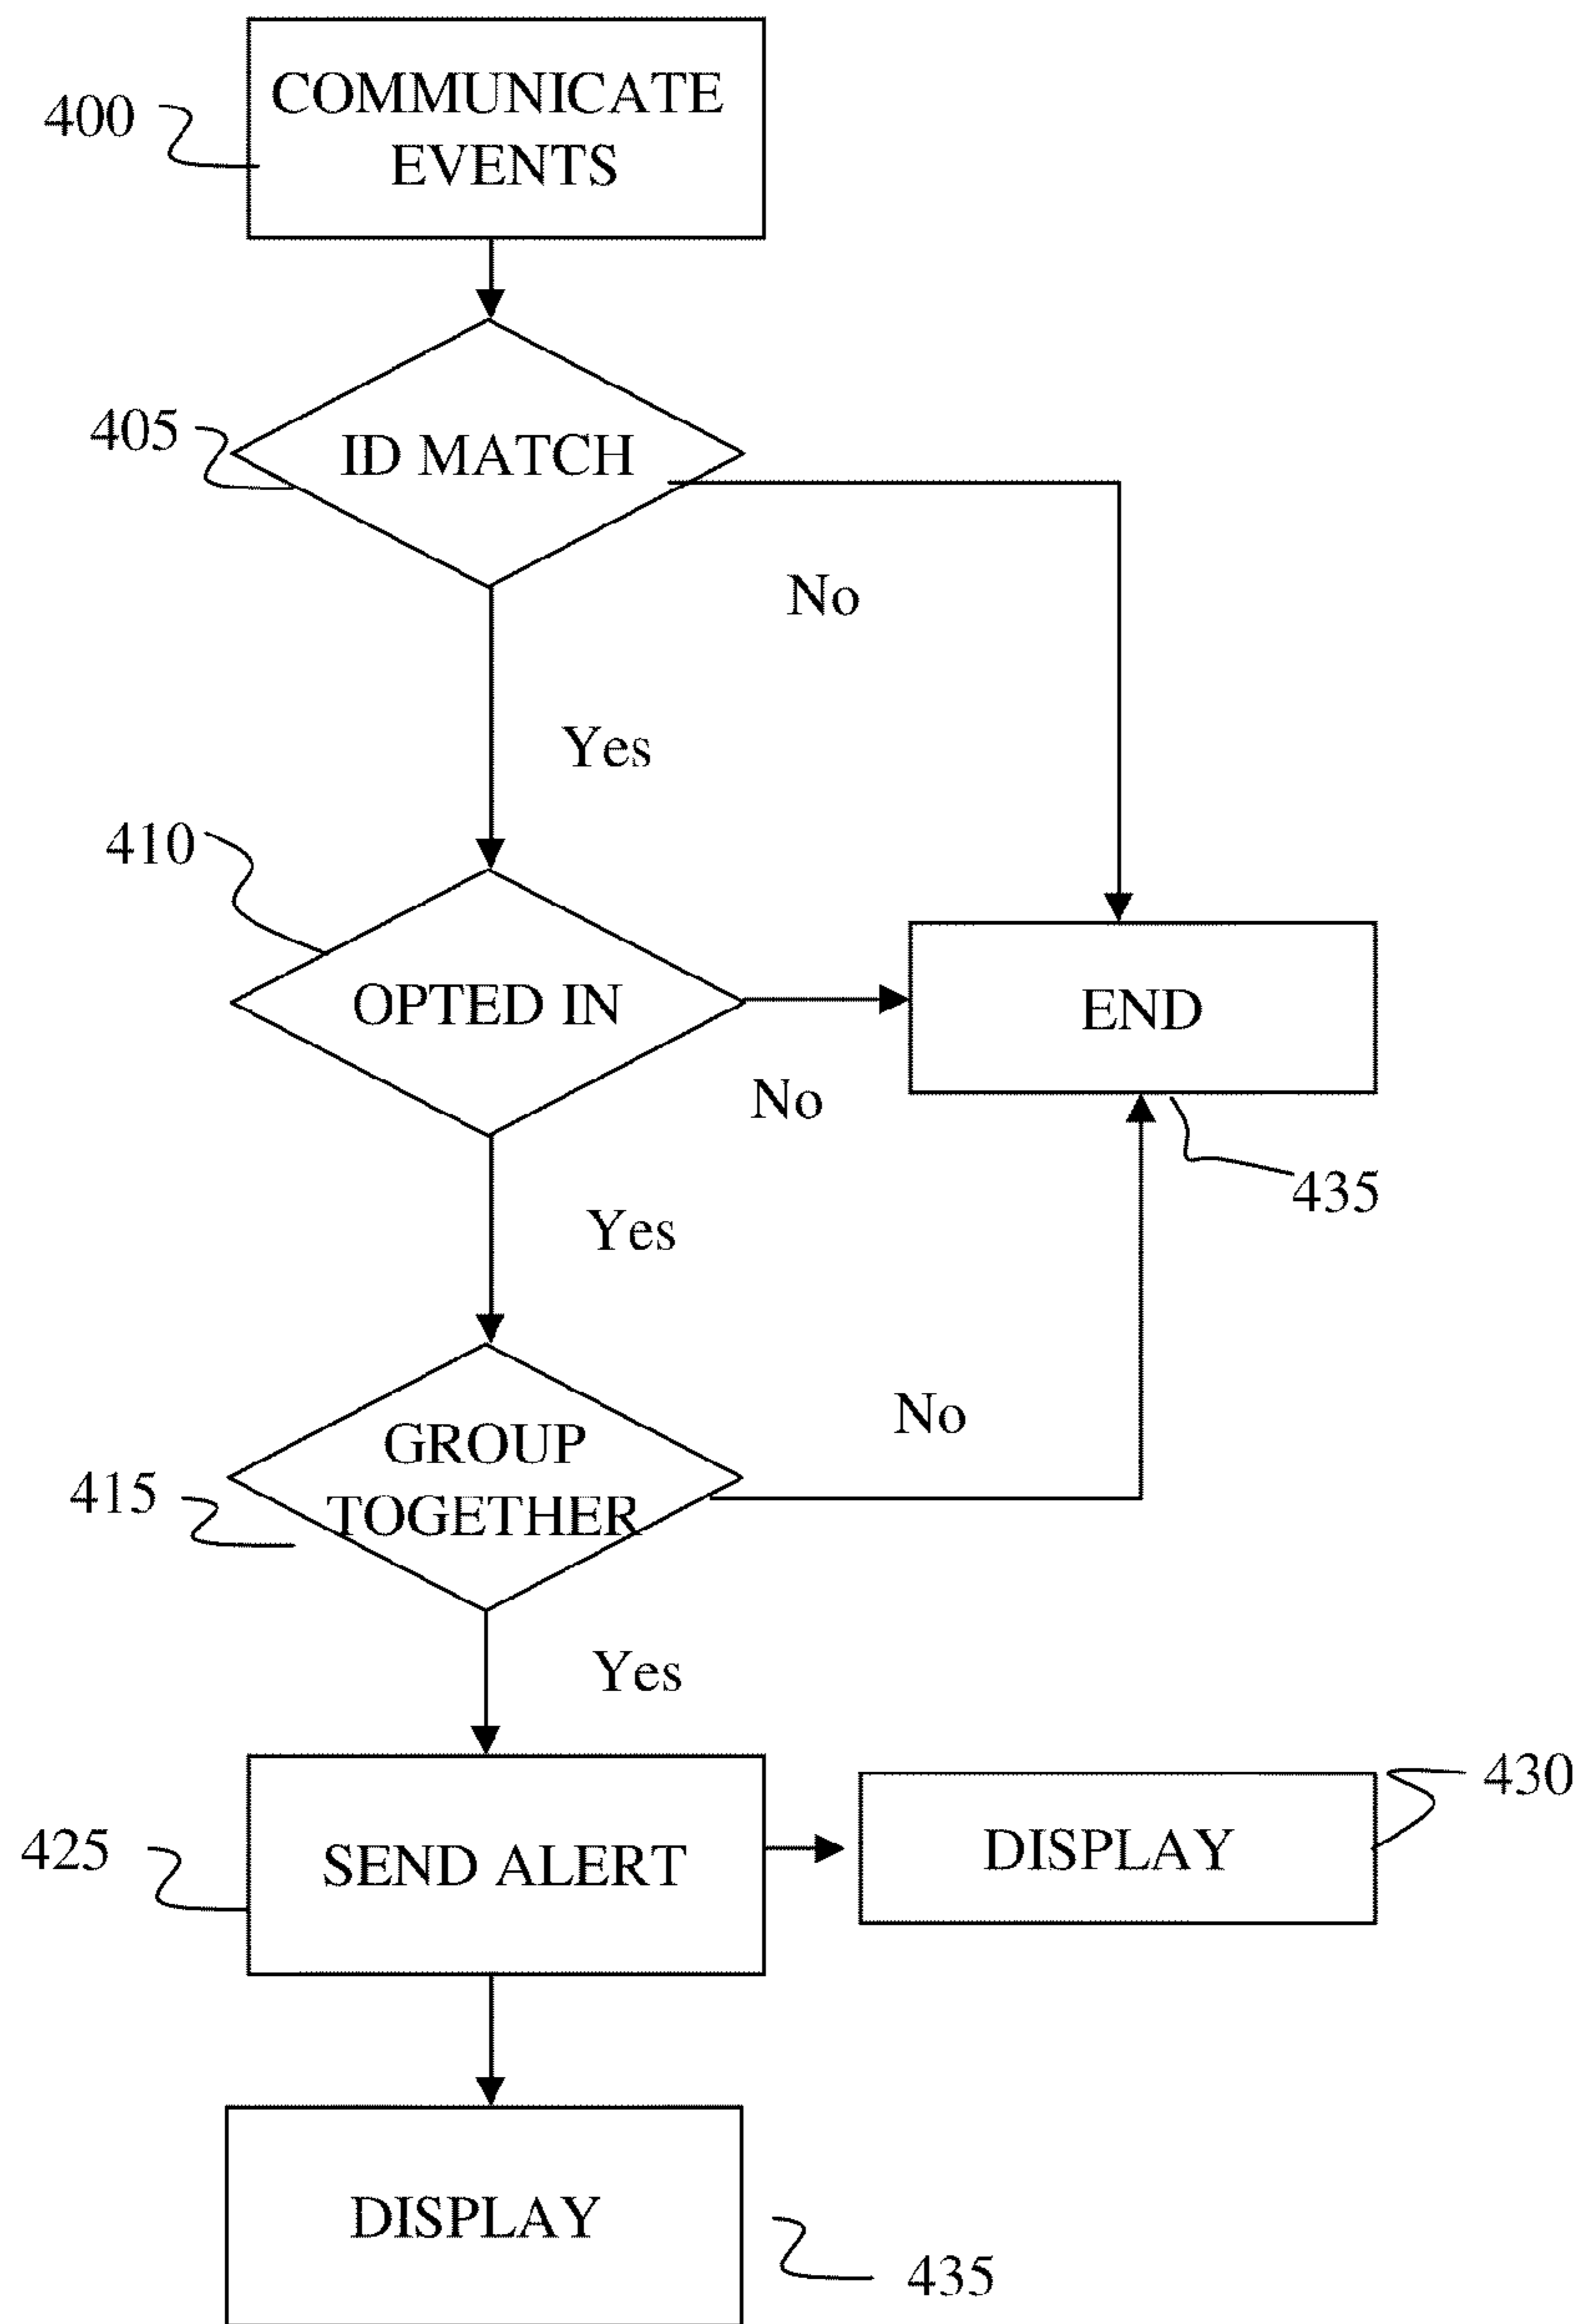 COMMUNICATE
EVENTS
400
405
ID MATCH
No
Yes
410
OPTED IN
END
No
435
Yes
GROUP
TOGETHER
No
415
Yes
430
425
SEND ALERT
DISPLAY
DISPLAY
435